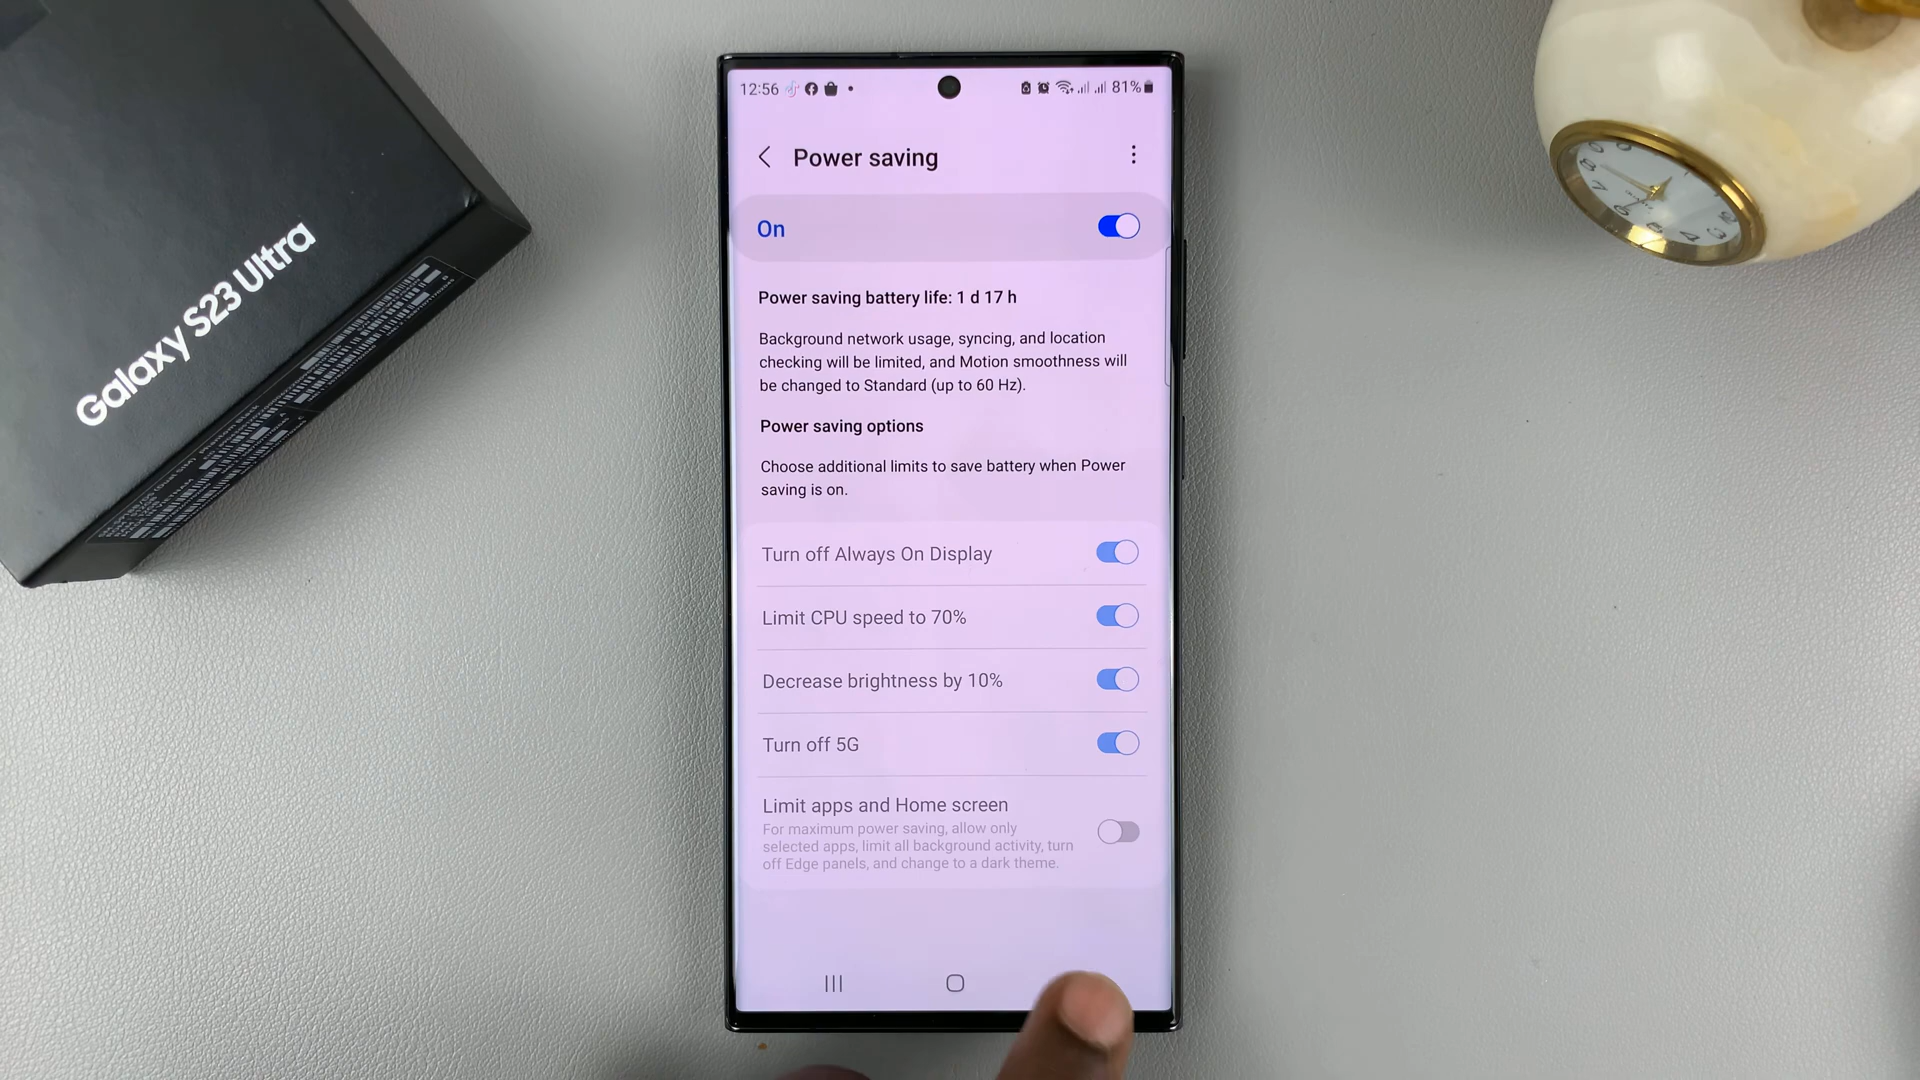 Galaxy S23 Ultra
12:56
81%
Power saving
On
Power saving battery life: 1 d 17 h
Background network usage, syncing, and location
checking will be limited, and Motion smoothness will
be changed to Standard (up to 60 Hz).
Power saving options
Choose additional limits to save battery when Power
saving is on.
Turn off Always On Display
Limit CPU speed to 70%
Decrease brightness by 10%
Turn off 5G
Limit apps and Home screen
For maximum power saving, allow only
selected apps, limit all background activity, turn
off Edge panels, and change to a dark theme.